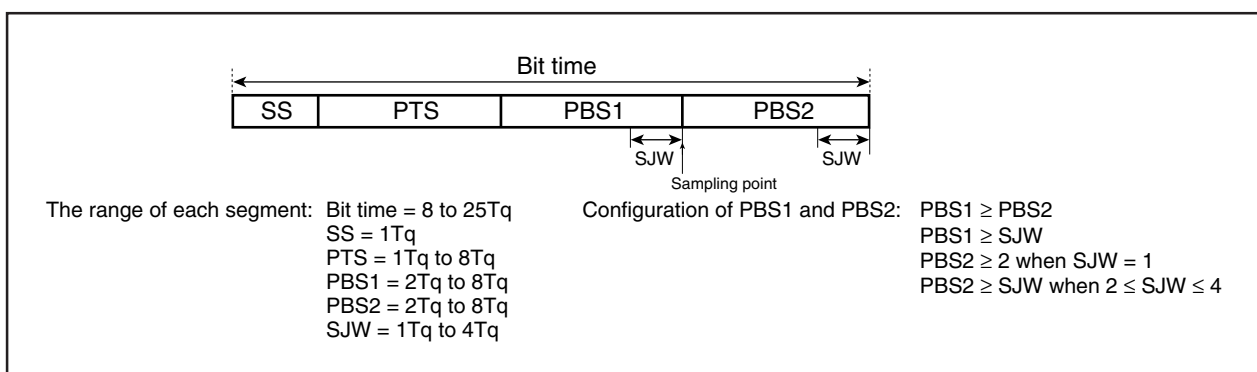 Bit time
SS PTS PBS1 PBS2
SJW SJW
Sampling point
The range of each segment: Bit time = 8 to 25Tq
SS = 1Tq
PTS = 1Tq to 8Tq
PBS1 = 2Tq to 8Tq
PBS2 = 2Tq to 8Tq
SJW = 1Tq to 4Tq
Configuration of PBS1 and PBS2: PBS1 ≥ PBS2
PBS1 ≥ SJW
PBS2 ≥ 2 when SJW = 1
PBS2 ≥ SJW when 2 ≤ SJW ≤ 4